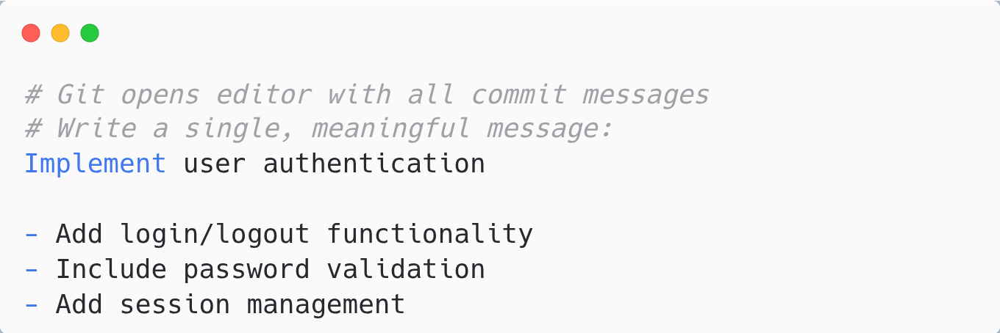 # Git opens editor with all commit messages
# Write a single, meaningful message:
Implement user authentication

- Add login/logout functionality
- Include password validation
- Add session management